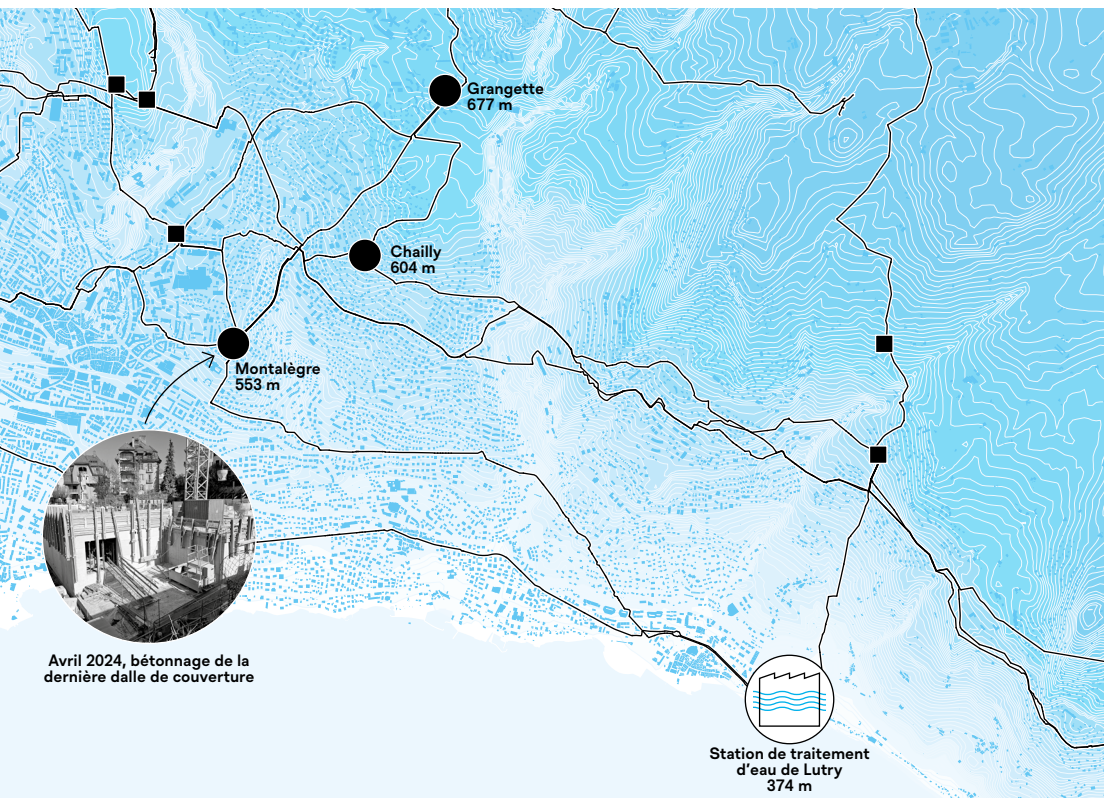 Grangette
677 m
Chailly
604 m
Montalègre
553 m
Avril 2024, bétonnage de la
dernière dalle de couverture
Station de traitement
d'eau de Lutry
374 m